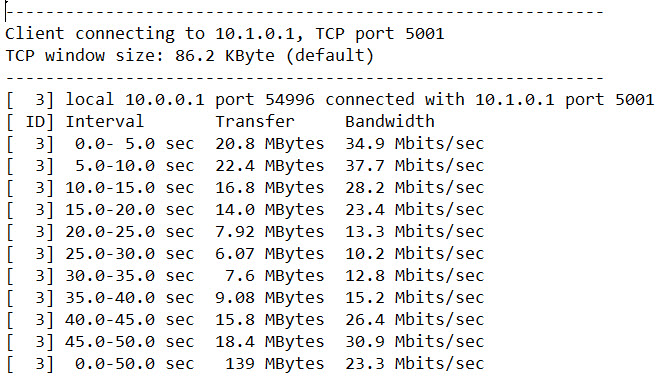 ------------------------------------------------------------
Client connecting to 10.1.0.1, TCP port 5001
TCP window size: 86.2 KByte (default)
------------------------------------------------------------
[  3] local 10.0.0.1 port 54996 connected with 10.1.0.1 port 5001
[ ID] Interval       Transfer     Bandwidth
[  3]  0.0- 5.0 sec  20.8 MBytes  34.9 Mbits/sec
[  3]  5.0-10.0 sec  22.4 MBytes  37.7 Mbits/sec
[  3] 10.0-15.0 sec  16.8 MBytes  28.2 Mbits/sec
[  3] 15.0-20.0 sec  14.0 MBytes  23.4 Mbits/sec
[  3] 20.0-25.0 sec  7.92 MBytes  13.3 Mbits/sec
[  3] 25.0-30.0 sec  6.07 MBytes  10.2 Mbits/sec
[  3] 30.0-35.0 sec   7.6 MBytes  12.8 Mbits/sec
[  3] 35.0-40.0 sec  9.08 MBytes  15.2 Mbits/sec
[  3] 40.0-45.0 sec  15.8 MBytes  26.4 Mbits/sec
[  3] 45.0-50.0 sec  18.4 MBytes  30.9 Mbits/sec
[  3]  0.0-50.0 sec   139 MBytes  23.3 Mbits/sec